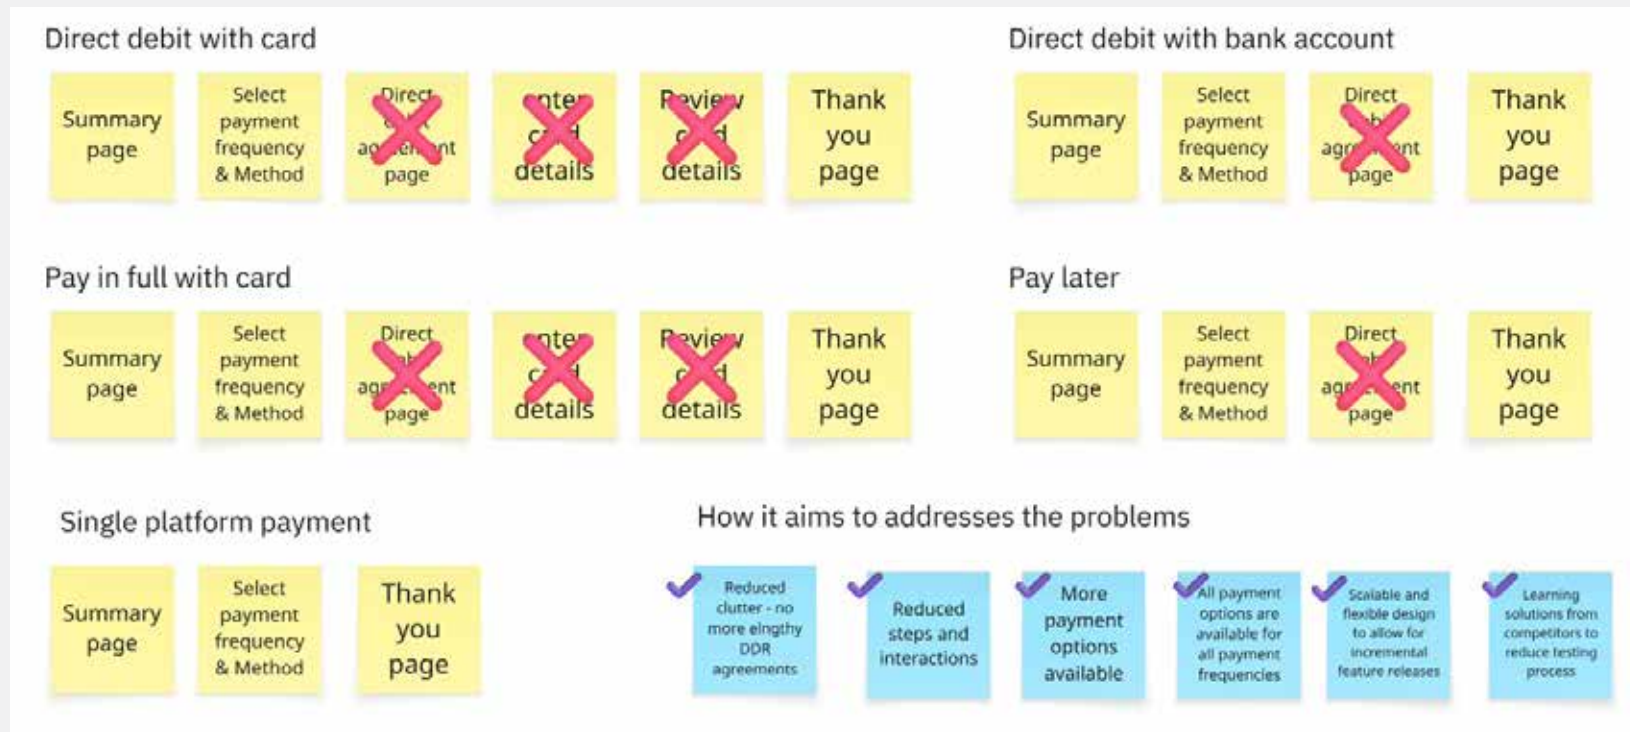 Direct debit with card
Summary
page
Select
payment
frequency
& Method
Direct
page
details
Review
details
Thank
you
page
Direct debit with bank account
Summary
page
Select
payment
frequency
& Method
Direct
page
Thank
you
page
Pay in full with card
Summary
page
Select
payment
frequency
& Method
Direct
page
details
Review
details
Thank
you
page
Pay later
Summary
page
Select
payment
frequency
& Method
Direct
page
Thank
you
page
Single platform payment
Summary
page
Select
payment
frequency
& Method
Thank
you
page
How it aims to addresses the problems
Reduced
clutter - no
more elngthy
DDR
agreements
Reduced
steps and
interactions
More
payment
options
available
All payment
options are
available for
all payment
frequencies
Scalable and
flexible design
to allow for
incremental
feature releases
Learning
solutions from
competitors to
reduce testing
process